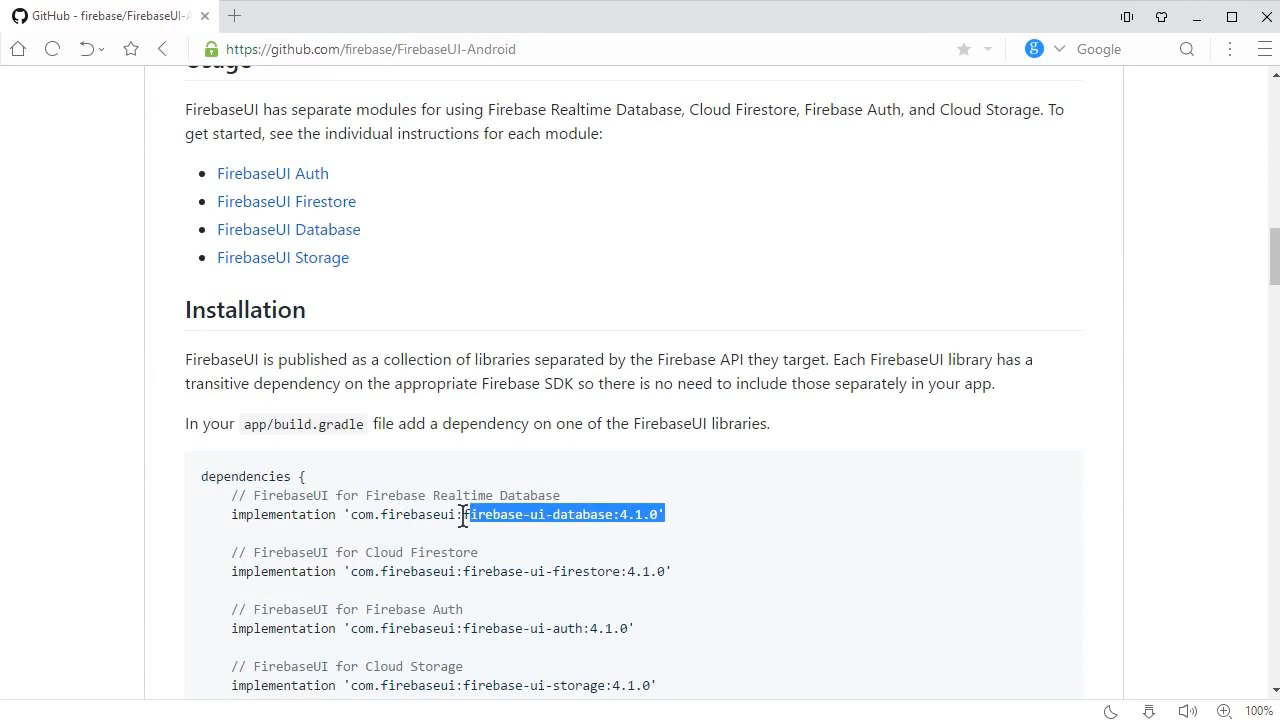 GitHub - firebase/FirebaseUI-A
https://github.com/firebase/FirebaseUI-Android
Google
Usage
FirebaseUI has separate modules for using Firebase Realtime Database, Cloud Firestore, Firebase Auth, and Cloud Storage. To
get started, see the individual instructions for each module:
FirebaseUI Auth
FirebaseUI Firestore
FirebaseUI Database
FirebaseUI Storage
Installation
FirebaseUI is published as a collection of libraries separated by the Firebase API they target. Each FirebaseUI library has a
transitive dependency on the appropriate Firebase SDK so there is no need to include those separately in your app.
In your app/build.gradle file add a dependency on one of the FirebaseUI libraries.
dependencies {
// FirebaseUI for Firebase Realtime Database
implementation 'com.firebaseui:firebase-ui-database:4.1.0'
// FirebaseUI for Cloud Firestore
implementation 'com.firebaseui:firebase-ui-firestore:4.1.0'
// FirebaseUI for Firebase Auth
implementation 'com.firebaseui:firebase-ui-auth:4.1.0'
// FirebaseUI for Cloud Storage
implementation 'com.firebaseui:firebase-ui-storage:4.1.0'
100%